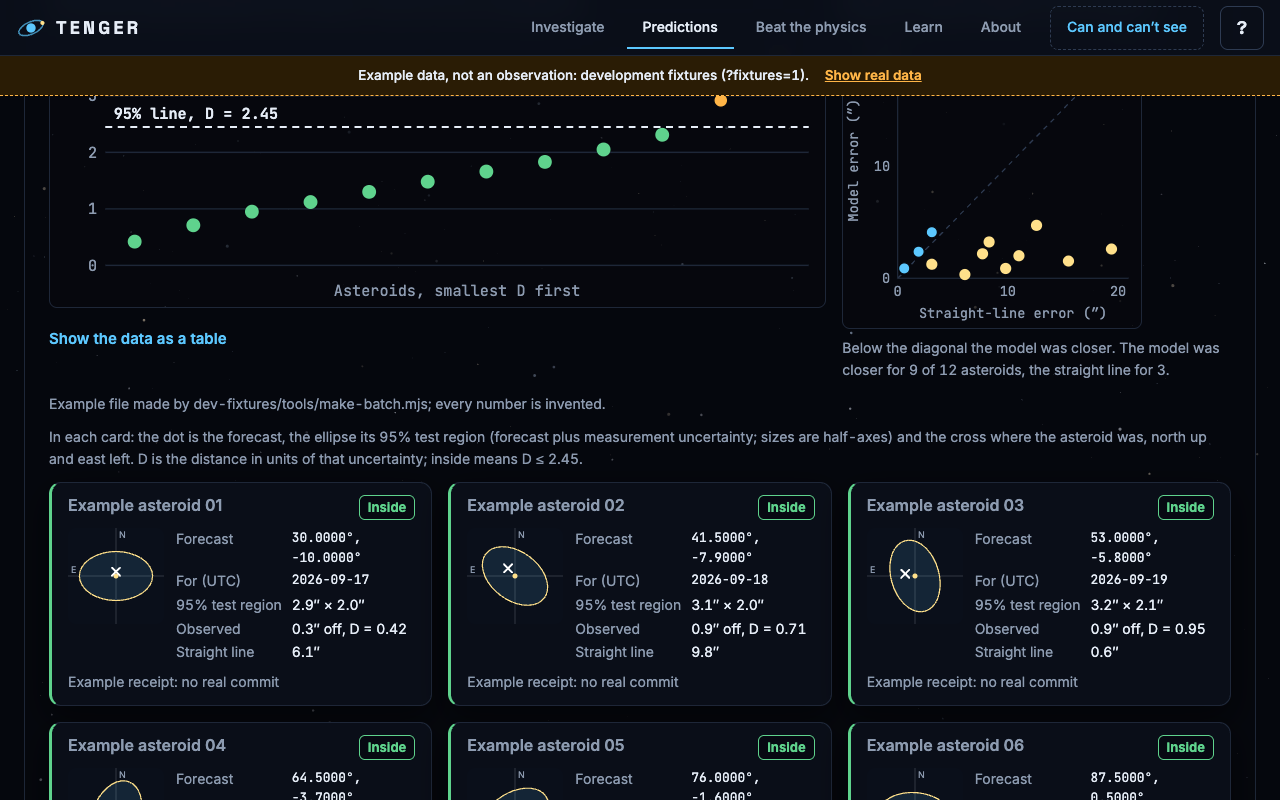 TENGER
Investigate
Predictions
Beat the physics
Learn
About
Can and can't see
?
Example data, not an observation: development fixtures (?fixtures=1). Show real data
95% line, D = 2.45
2
1
0
Asteroids, smallest D first
Model error (″)
10
0
0 10 20
Straight-line error (″)
Show the data as a table
Below the diagonal the model was closer. The model was
closer for 9 of 12 asteroids, the straight line for 3.
Example file made by dev-fixtures/tools/make-batch.mjs; every number is invented.
In each card: the dot is the forecast, the ellipse its 95% test region (forecast plus measurement uncertainty; sizes are half-axes) and the cross where the asteroid was, north up
and east left. D is the distance in units of that uncertainty; inside means D ≤ 2.45.
Example asteroid 01
Inside
N
E
Forecast 30.0000°,
-10.0000°
For (UTC) 2026-09-17
95% test region 2.9″ × 2.0″
Observed 0.3″ off, D = 0.42
Straight line 6.1″
Example receipt: no real commit
Example asteroid 02
Inside
N
E
Forecast 41.5000°,
-7.9000°
For (UTC) 2026-09-18
95% test region 3.1″ × 2.0″
Observed 0.9″ off, D = 0.71
Straight line 9.8″
Example receipt: no real commit
Example asteroid 03
Inside
N
E
Forecast 53.0000°,
-5.8000°
For (UTC) 2026-09-19
95% test region 3.2″ × 2.1″
Observed 0.9″ off, D = 0.95
Straight line 0.6″
Example receipt: no real commit
Example asteroid 04
Inside
N
Forecast 64.5000°,
-3.7000°
Example asteroid 05
Inside
N
Forecast 76.0000°,
-1.6000°
Example asteroid 06
Inside
N
Forecast 87.5000°,
0.5000°